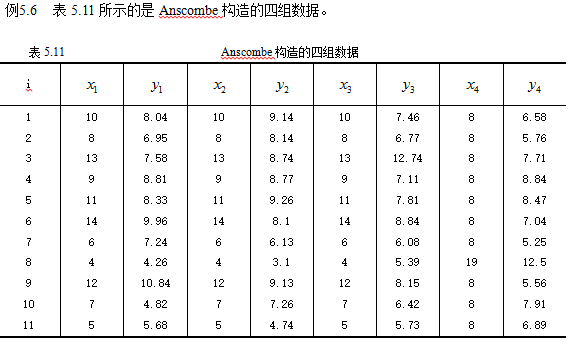 例5.6 表 5.11 所示的是 Anscombe 构造的四组数据。
表 5.11 Anscombe 构造的四组数据
i x₁ y₁ x₂ y₂ x₃ y₃ x₄ y₄
1 10 8.04 10 9.14 10 7.46 8 6.58
2 8 6.95 8 8.14 8 6.77 8 5.76
3 13 7.58 13 8.74 13 12.74 8 7.71
4 9 8.81 9 8.77 9 7.11 8 8.84
5 11 8.33 11 9.26 11 7.81 8 8.47
6 14 9.96 14 8.1 14 8.84 8 7.04
7 6 7.24 6 6.13 6 6.08 8 5.25
8 4 4.26 4 3.1 4 5.39 19 12.5
9 12 10.84 12 9.13 12 8.15 8 5.56
10 7 4.82 7 7.26 7 6.42 8 7.91
11 5 5.68 5 4.74 5 5.73 8 6.89